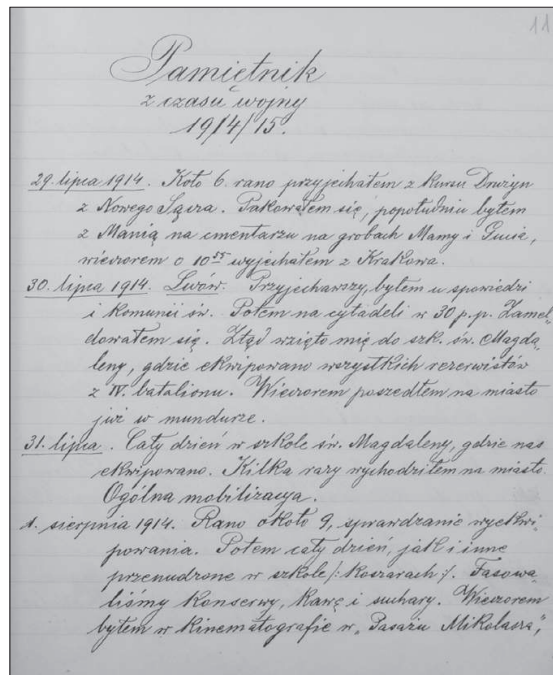 11
Pamiętnik
z czasu wojny
1914/15.
29. lipca 1914. Koło 6. rano przyjechałem z kursu Drużyn
z Nowego Sącza. Pakowałem się, popołudniu byłem
z Manią na cmentarzu na grobach Mamy i Gucia,
wieczorem o 10 55 wyjechałem z Krakowa.
30. lipca 1914. Lwów. Przyjechawszy, byłem u spowiedzi
i Komunii św. Potem na cytadeli w 30 p.p. Zamel-
dowałem się. Ztąd wzięto mię do szk. św. Magda-
leny, gdzie ekwipowano wszystkich rezerwistów
z IV. batalionu. Wieczorem poszedłem na miasto
już w mundurze.
31. lipca. Cały dzień w szkole św. Magdaleny, gdzie nas
ekwipowano. Kilka razy wychodziłem na miasto.
Ogólna mobilizacya.
1. sierpnia 1914. Rano około 9, sprawdzanie wyekwi-
powania. Potem cały dzień, jak i inne
przenudzone w szkole /: Koszarach :/. Fasowa-
liśmy konserwy, kawę i suchary. Wieczorem
byłem w kinematografie w „Pasażu Mikolasza",